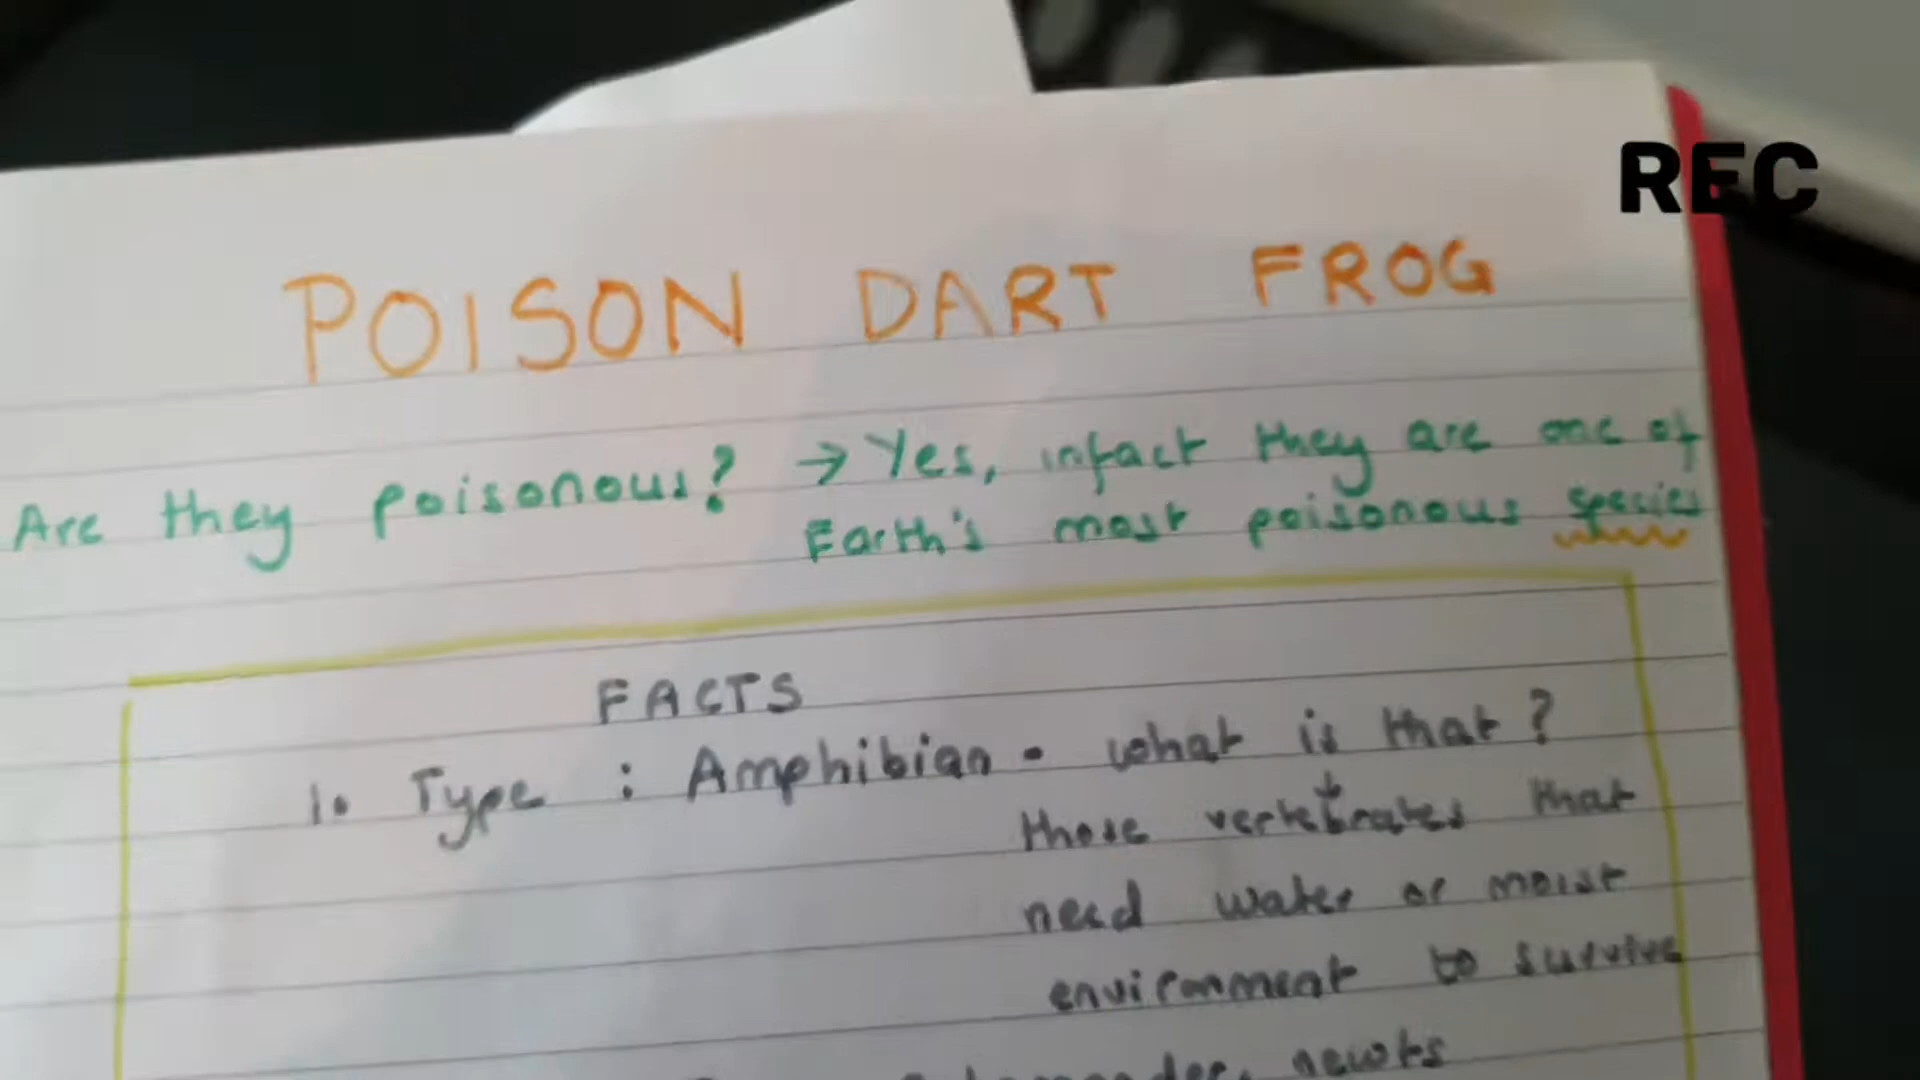 REC
POISON DART FROG
Are they poisonous? → Yes, infact they are one of
Earth's most poisonous species
FACTS
1. Type : Amphibian . what is that ?
those vertebrates that
need water or moist
environment to survive
newts